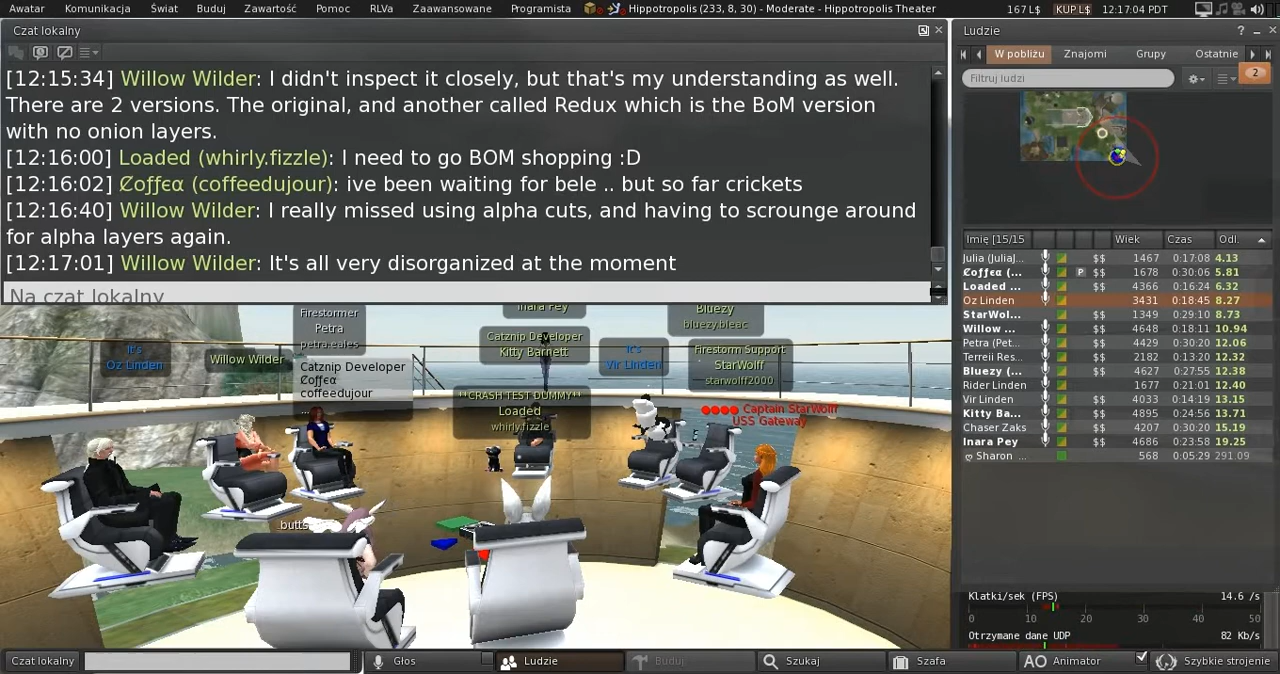 Awatar Komunikacja Świat Buduj Zawartość Pomoc RLVa Zaawansowane Programista Hippotropolis (233, 8, 30) - Moderate - Hippotropolis Theater 167 L$ KUP L$ 12:17:04 PDT
Czat lokalny
[12:15:34] Willow Wilder: I didn't inspect it closely, but that's my understanding as well.
There are 2 versions. The original, and another called Redux which is the BoM version
with no onion layers.
[12:16:00] Loaded (whirly.fizzle): I need to go BOM shopping :D
[12:16:02] Ȼoƒƒєα (coffeedujour): ive been waiting for bele .. but so far crickets
[12:16:40] Willow Wilder: I really missed using alpha cuts, and having to scrounge around
for alpha layers again.
[12:17:01] Willow Wilder: It's all very disorganized at the moment
Na czat lokalny
Ludzie
W pobliżu Znajomi Grupy Ostatnie
Filtruj ludzi
2
Imię [15/15 Wiek Czas Odl.
Julia (JuliaJ... $$ 1467 0:17:08 4.13
Ȼoƒƒєα (... P $$ 1678 0:30:06 5.81
Loaded ... $$ 4366 0:16:24 6.32
Oz Linden 3431 0:18:45 8.27
StarWol... $$ 1349 0:29:10 8.73
Willow ... $$ 4648 0:18:11 10.94
Petra (Pet... $$ 4429 0:30:20 12.06
Terreii Res... $$ 2182 0:13:20 12.32
Bluezy (... $$ 4627 0:27:55 12.38
Rider Linden 1677 0:21:01 12.40
Vir Linden $$ 4033 0:14:19 13.15
Kitty Ba... $$ 4895 0:24:56 13.71
Chaser Zaks $$ 4207 0:30:20 15.19
Inara Pey $$ 4686 0:23:58 19.25
ღ Sharon ... 568 0:05:29 291.09
Inara Pey
Firestormer
Petra
petra.eales
Bluezy
bluezy.bleac
It's
Oz Linden
Willow Wilder
Catznip Developer
Ȼoƒƒєα
coffeedujour
...
Catznip Developer
Kitty Barnett
It's
Vir Linden
Firestorm Support
StarWolff
starwolff2000
**CRASH TEST DUMMY**
Loaded
whirly.fizzle
Captain StarWolff
USS Gateway
butts
Klatki/sek (FPS) 14.6 /s
0 10 20 30 40 50
Otrzymane dane UDP 82 Kb/s
Czat lokalny Głos Ludzie Buduj Szukaj Szafa AO Animator Szybkie strojenie